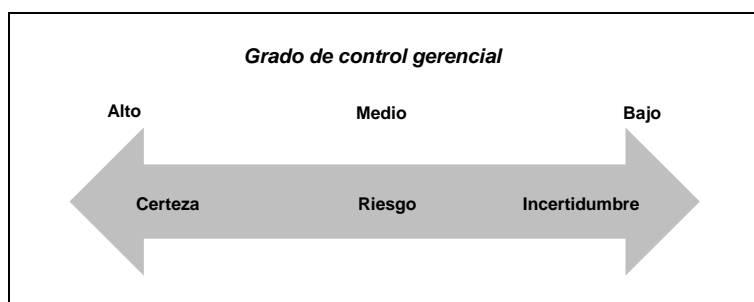 Grado de control gerencial
Alto Medio Bajo
Certeza Riesgo Incertidumbre